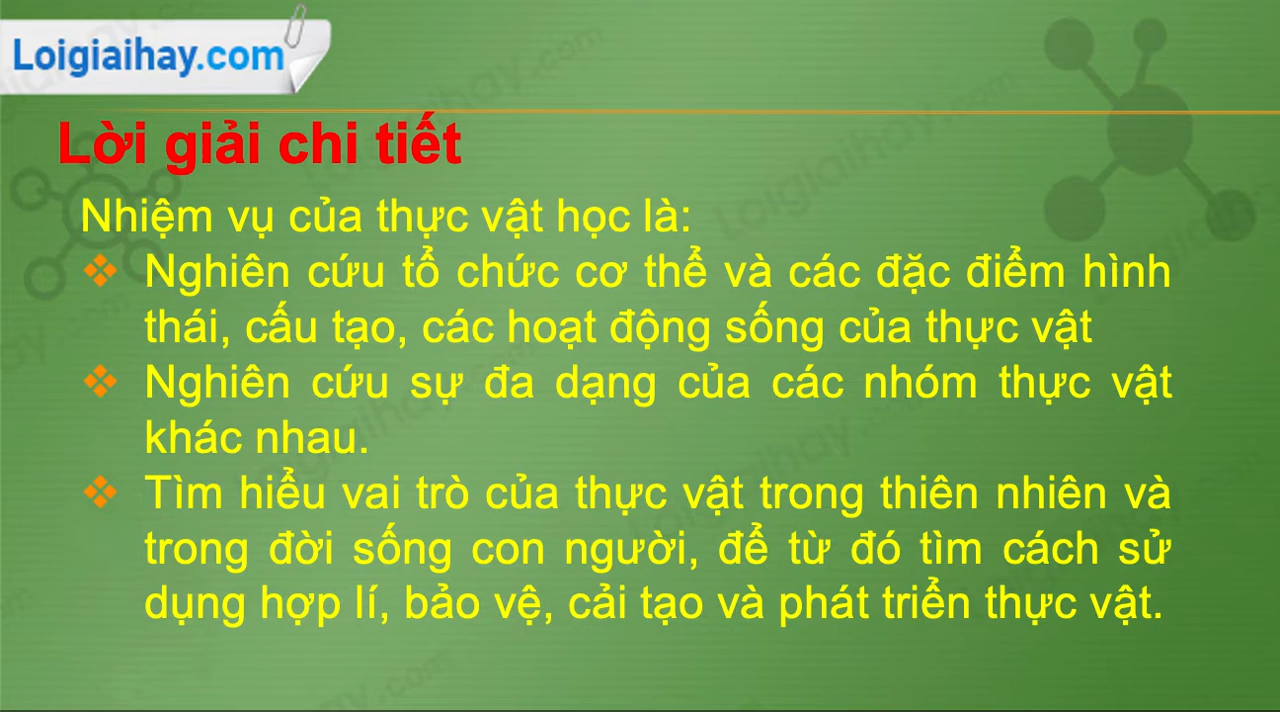 Loigiaihay.com
Lời giải chi tiết
Nhiệm vụ của thực vật học là:
❖ Nghiên cứu tổ chức cơ thể và các đặc điểm hình
thái, cấu tạo, các hoạt động sống của thực vật
❖ Nghiên cứu sự đa dạng của các nhóm thực vật
khác nhau.
❖ Tìm hiểu vai trò của thực vật trong thiên nhiên và
trong đời sống con người, để từ đó tìm cách sử
dụng hợp lí, bảo vệ, cải tạo và phát triển thực vật.